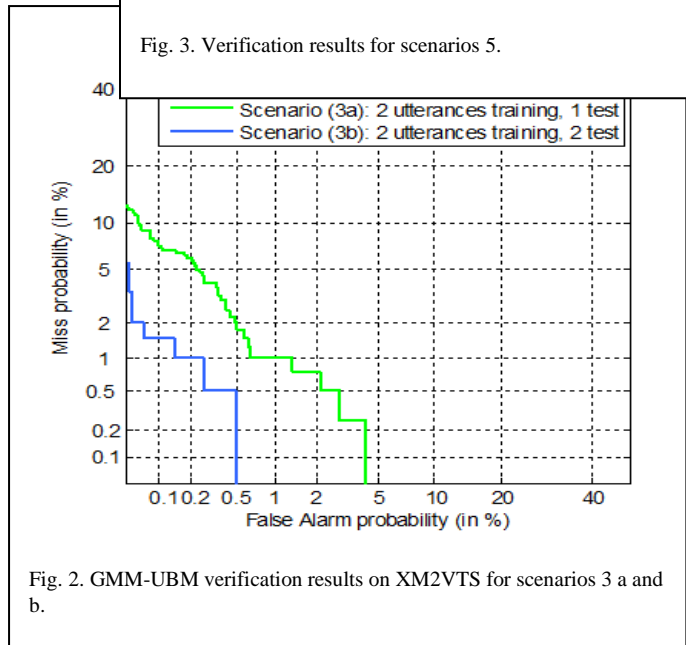 Fig. 3. Verification results for scenarios 5.
40
Scenario (3a): 2 utterances training, 1 test
Scenario (3b): 2 utterances training, 2 test
20
10
5
2
1
0.5
0.2
0.1
Miss probability (in %)
0.1 0.2 0.5 1 2 5 10 20 40
False Alarm probability (in %)
Fig. 2. GMM-UBM verification results on XM2VTS for scenarios 3 a and
b.